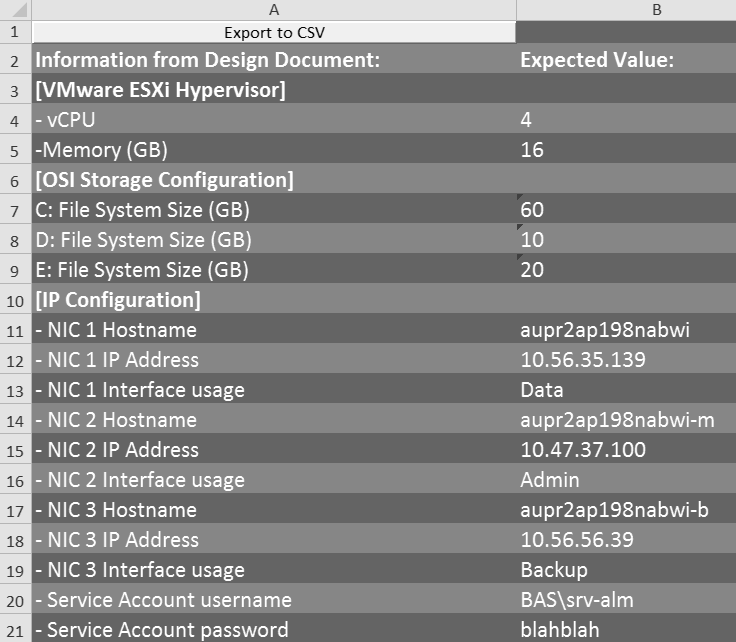 A B
1 Export to CSV
2 Information from Design Document: Expected Value:
3 [VMware ESXi Hypervisor]
4 - vCPU 4
5 -Memory (GB) 16
6 [OSI Storage Configuration]
7 C: File System Size (GB) 60
8 D: File System Size (GB) 10
9 E: File System Size (GB) 20
10 [IP Configuration]
11 - NIC 1 Hostname aupr2ap198nabwi
12 - NIC 1 IP Address 10.56.35.139
13 - NIC 1 Interface usage Data
14 - NIC 2 Hostname aupr2ap198nabwi-m
15 - NIC 2 IP Address 10.47.37.100
16 - NIC 2 Interface usage Admin
17 - NIC 3 Hostname aupr2ap198nabwi-b
18 - NIC 3 IP Address 10.56.56.39
19 - NIC 3 Interface usage Backup
20 - Service Account username BAS\srv-alm
21 - Service Account password blahblah